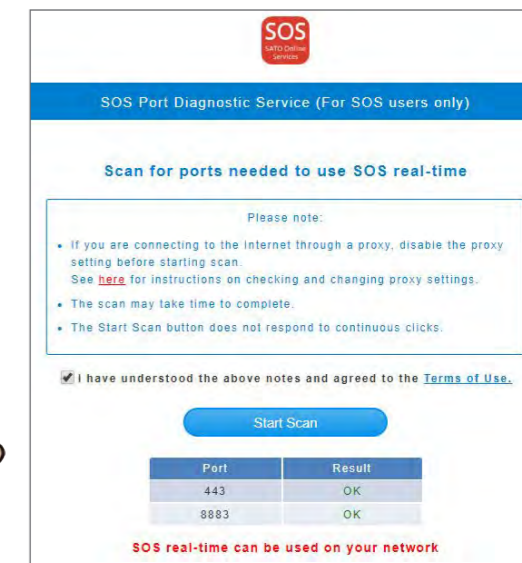 SOS
SATO Online
Services
SOS Port Diagnostic Service (For SOS users only)
Scan for ports needed to use SOS real-time
Please note:
• If you are connecting to the internet through a proxy, disable the proxy
setting before starting scan.
See here for instructions on checking and changing proxy settings.
• The scan may take time to complete.
• The Start Scan button does not respond to continuous clicks.
I have understood the above notes and agreed to the Terms of Use.
Start Scan
Port Result
443 OK
8883 OK
SOS real-time can be used on your network